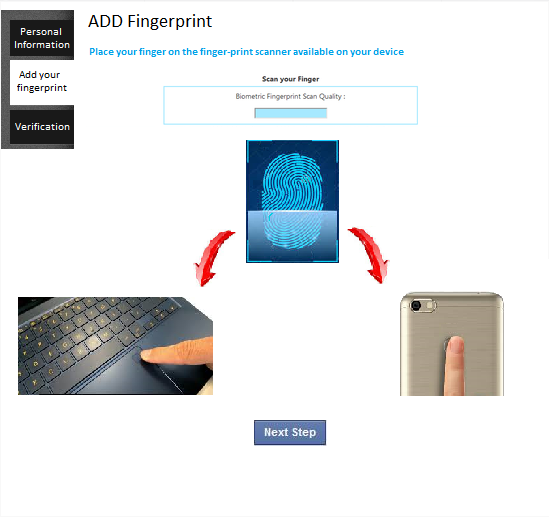 ADD Fingerprint
Personal
Information
Add your
fingerprint
Verification
Place your finger on the finger-print scanner available on your device
Scan your Finger
Biometric Fingerprint Scan Quality :
Next Step